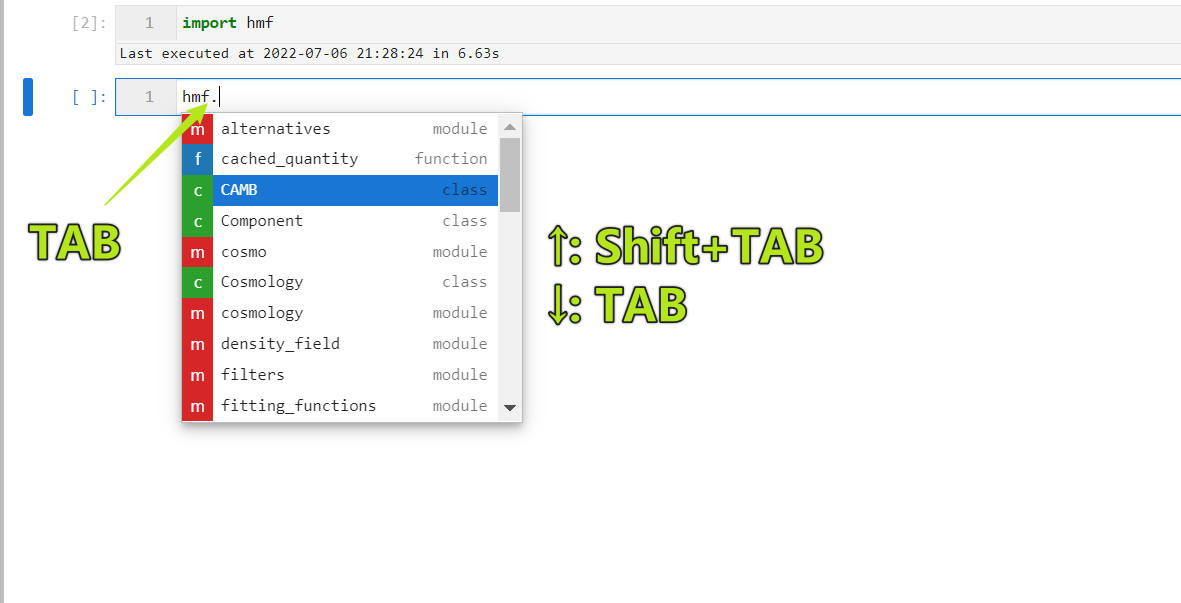 [2]: 1 import hmf
Last executed at 2022-07-06 21:28:24 in 6.63s
[ ]: 1 hmf.
m alternatives module
f cached_quantity function
c CAMB class
c Component class
m cosmo module
c Cosmology class
m cosmology module
m density_field module
m filters module
m fitting_functions module
TAB
↑: Shift+TAB
↓: TAB